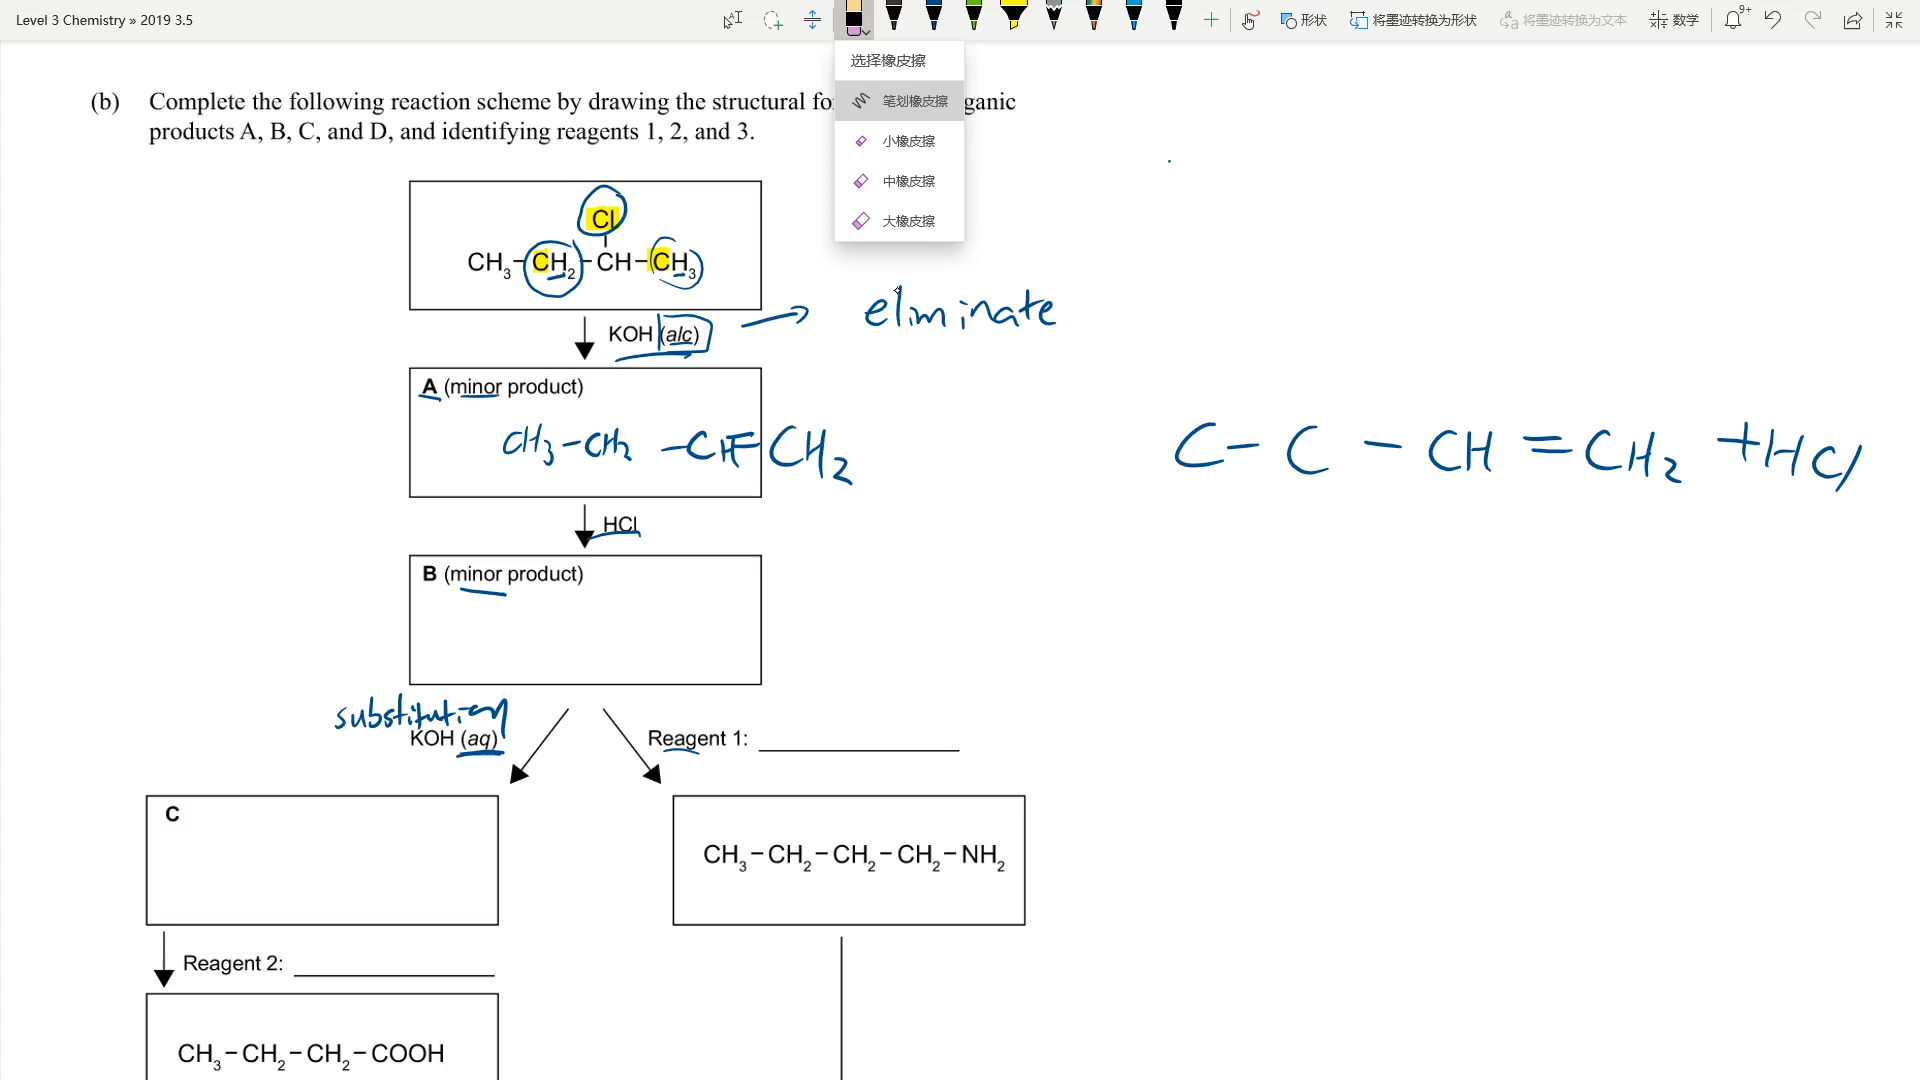 Level 3 Chemistry » 2019 3.5
9+
形状
将墨迹转换为形状
将墨迹转换为文本
数学
选择橡皮擦
笔划橡皮擦
小橡皮擦
中橡皮擦
大橡皮擦
(b) Complete the following reaction scheme by drawing the structural fo ganic
products A, B, C, and D, and identifying reagents 1, 2, and 3.
Cl
CH3–CH2–CH–CH3
KOH (alc) → eliminate
A (minor product)
CH3–CH2–CH=CH2
C–C–CH=CH2 +HCl
HCl
B (minor product)
substitution
KOH (aq)
Reagent 1:
C
CH3–CH2–CH2–CH2–NH2
Reagent 2:
CH3–CH2–CH2–COOH